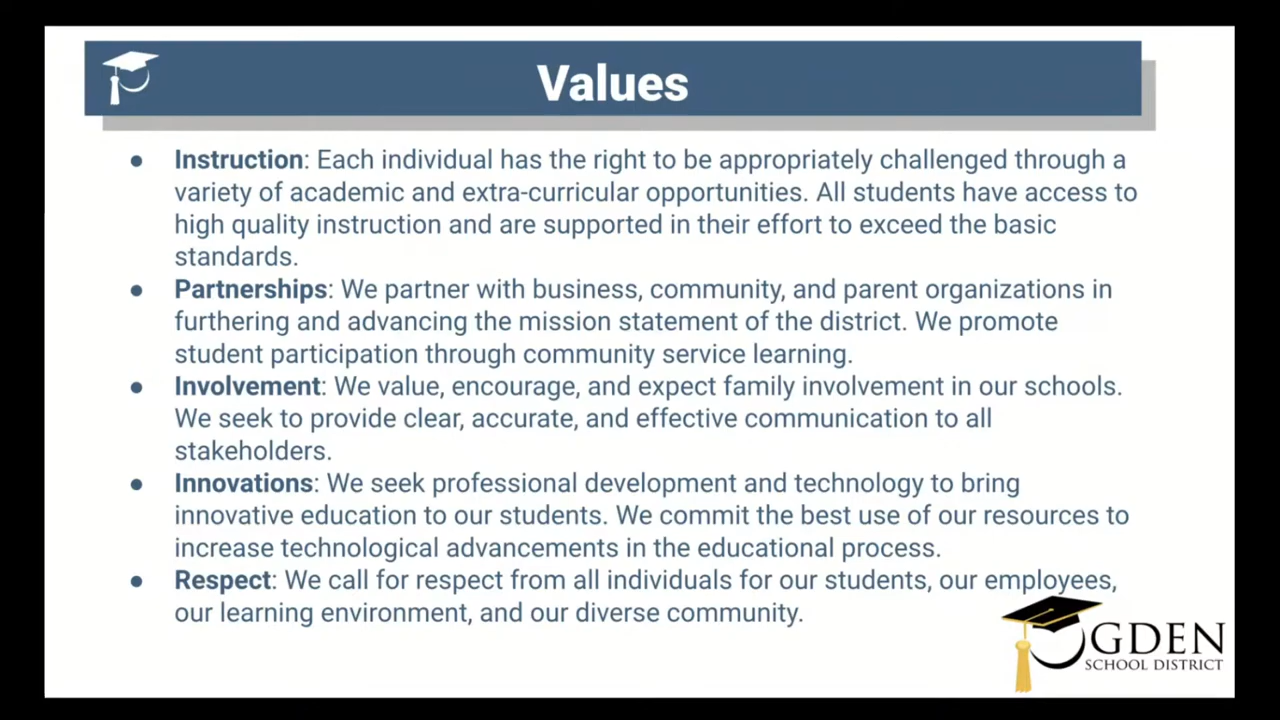 Values
● Instruction: Each individual has the right to be appropriately challenged through a
variety of academic and extra-curricular opportunities. All students have access to
high quality instruction and are supported in their effort to exceed the basic
standards.
● Partnerships: We partner with business, community, and parent organizations in
furthering and advancing the mission statement of the district. We promote
student participation through community service learning.
● Involvement: We value, encourage, and expect family involvement in our schools.
We seek to provide clear, accurate, and effective communication to all
stakeholders.
● Innovations: We seek professional development and technology to bring
innovative education to our students. We commit the best use of our resources to
increase technological advancements in the educational process.
● Respect: We call for respect from all individuals for our students, our employees,
our learning environment, and our diverse community.
OGDEN
SCHOOL DISTRICT